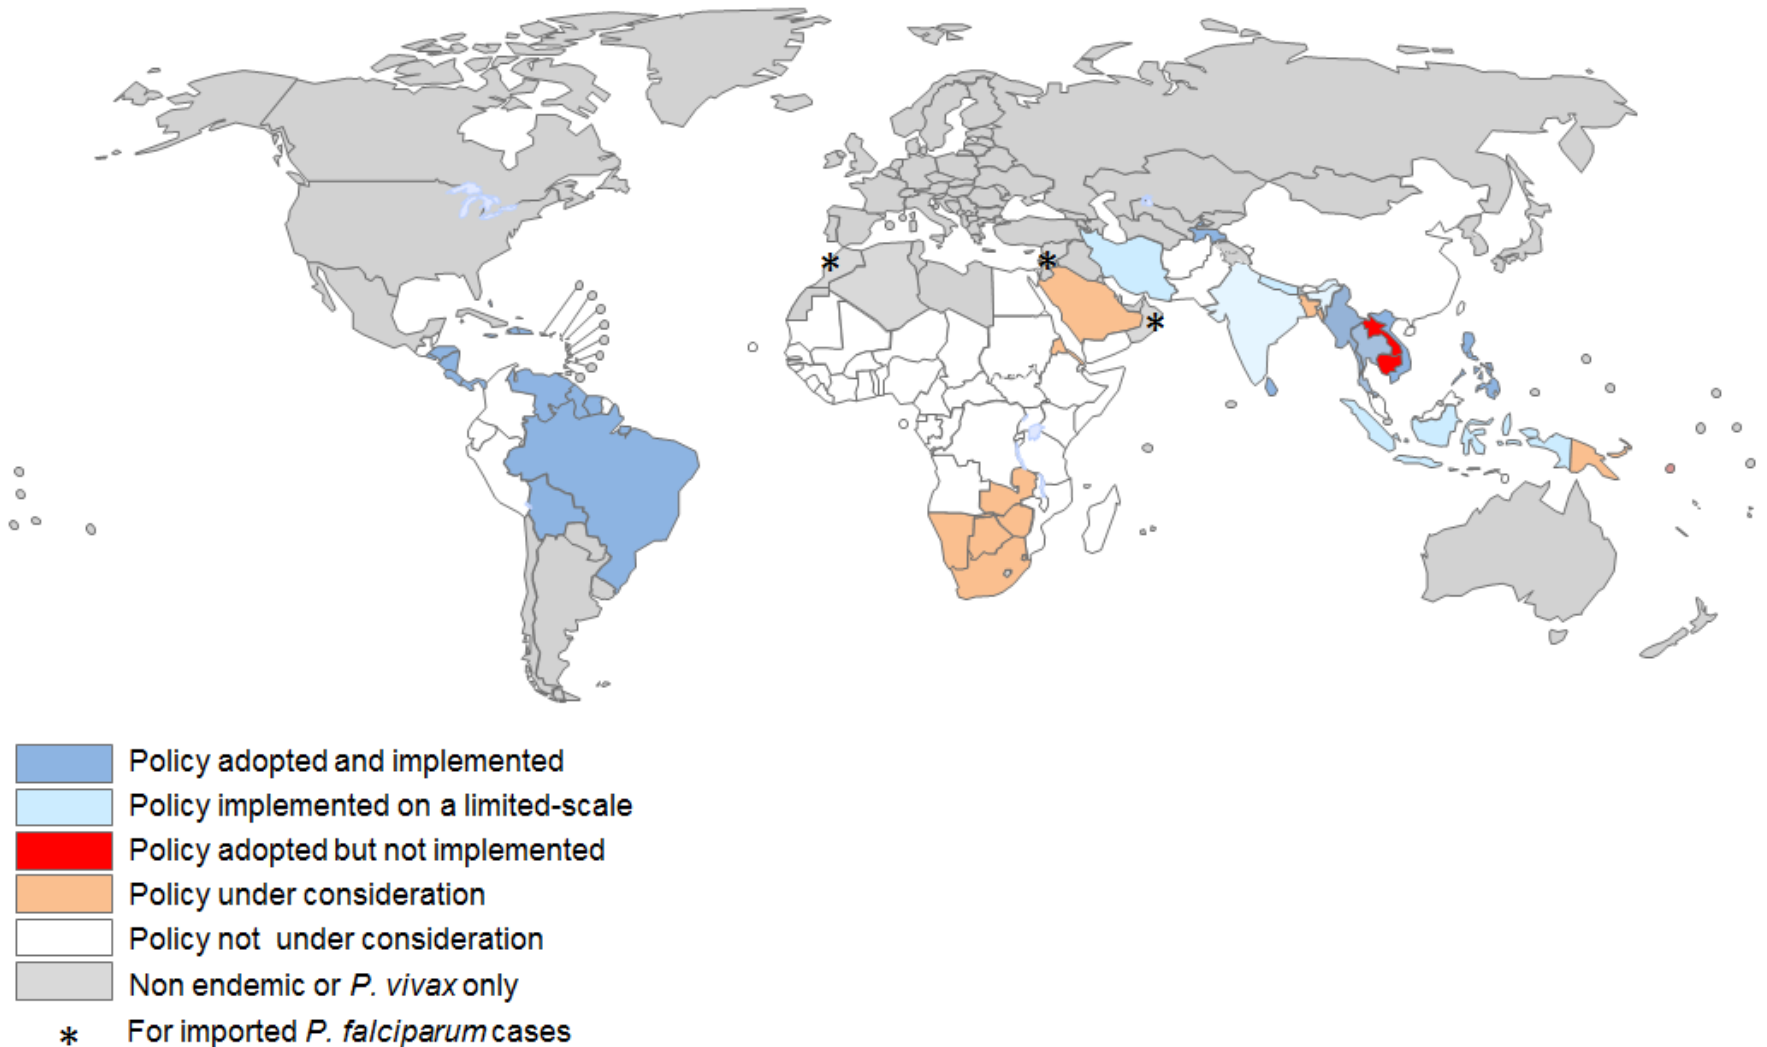 Policy adopted and implemented
Policy implemented on a limited-scale
Policy adopted but not implemented
Policy under consideration
Policy not under consideration
Non endemic or P. vivax only
* For imported P. falciparum cases